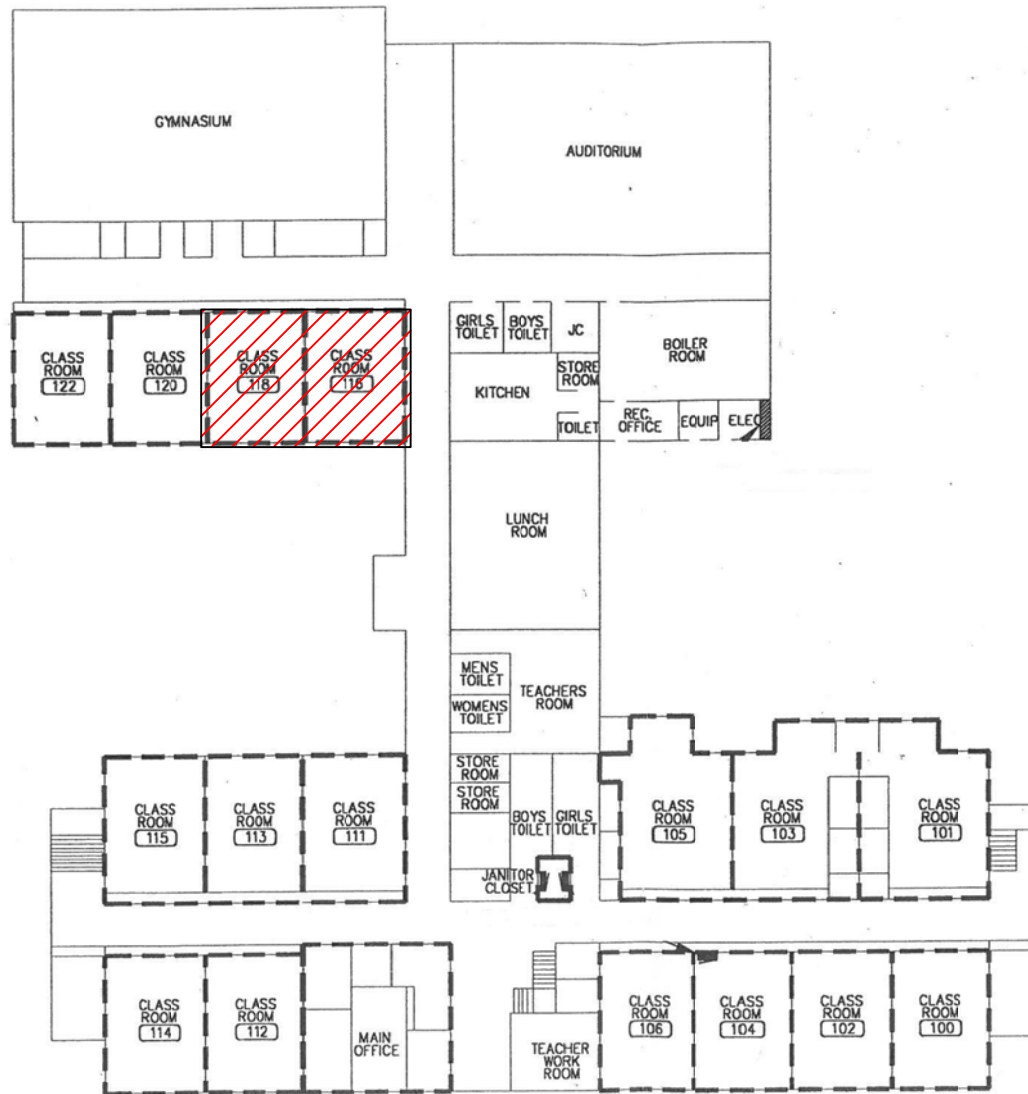 GYMNASIUM
AUDITORIUM
GIRLS
TOILET
BOYS
TOILET
JC
BOILER
ROOM
CLASS
ROOM
122
CLASS
ROOM
120
CLASS
ROOM
118
CLASS
ROOM
116
KITCHEN
STORE
ROOM
TOILET
REC.
OFFICE
EQUIP
ELEC
LUNCH
ROOM
MENS
TOILET
WOMENS
TOILET
TEACHERS
ROOM
STORE
ROOM
STORE
ROOM
BOYS
TOILET
GIRLS
TOILET
CLASS
ROOM
115
CLASS
ROOM
113
CLASS
ROOM
111
CLASS
ROOM
105
CLASS
ROOM
103
CLASS
ROOM
101
JANITOR
CLOSET
CLASS
ROOM
114
CLASS
ROOM
112
MAIN
OFFICE
TEACHER
WORK
ROOM
CLASS
ROOM
106
CLASS
ROOM
104
CLASS
ROOM
102
CLASS
ROOM
100